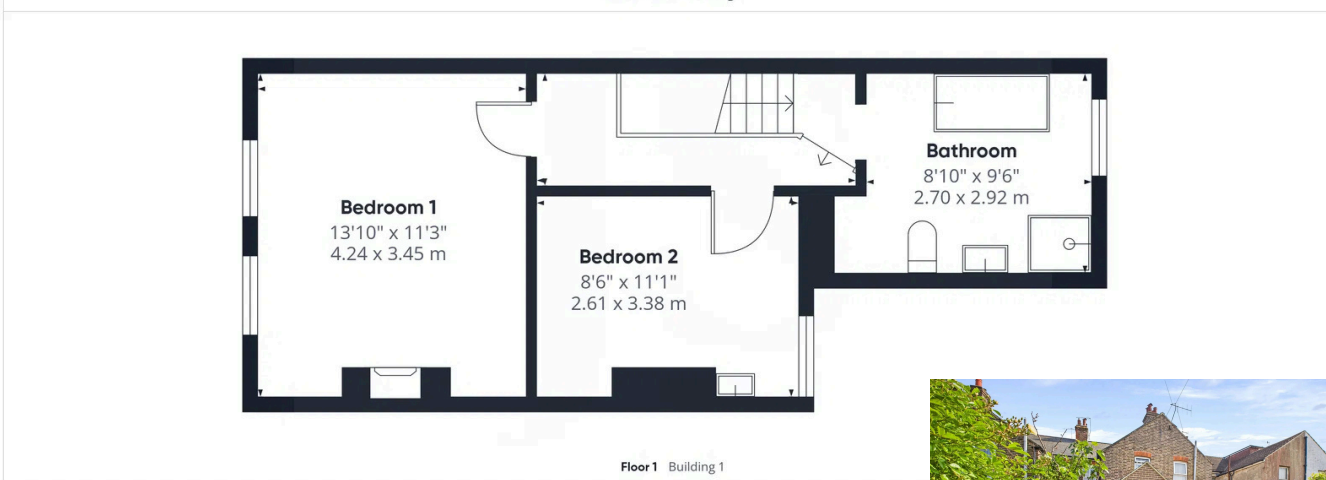 Bedroom 1
13'10" x 11'3"
4.24 x 3.45 m
Bedroom 2
8'6" x 11'1"
2.61 x 3.38 m
Bathroom
8'10" x 9'6"
2.70 x 2.92 m
Floor 1 Building 1